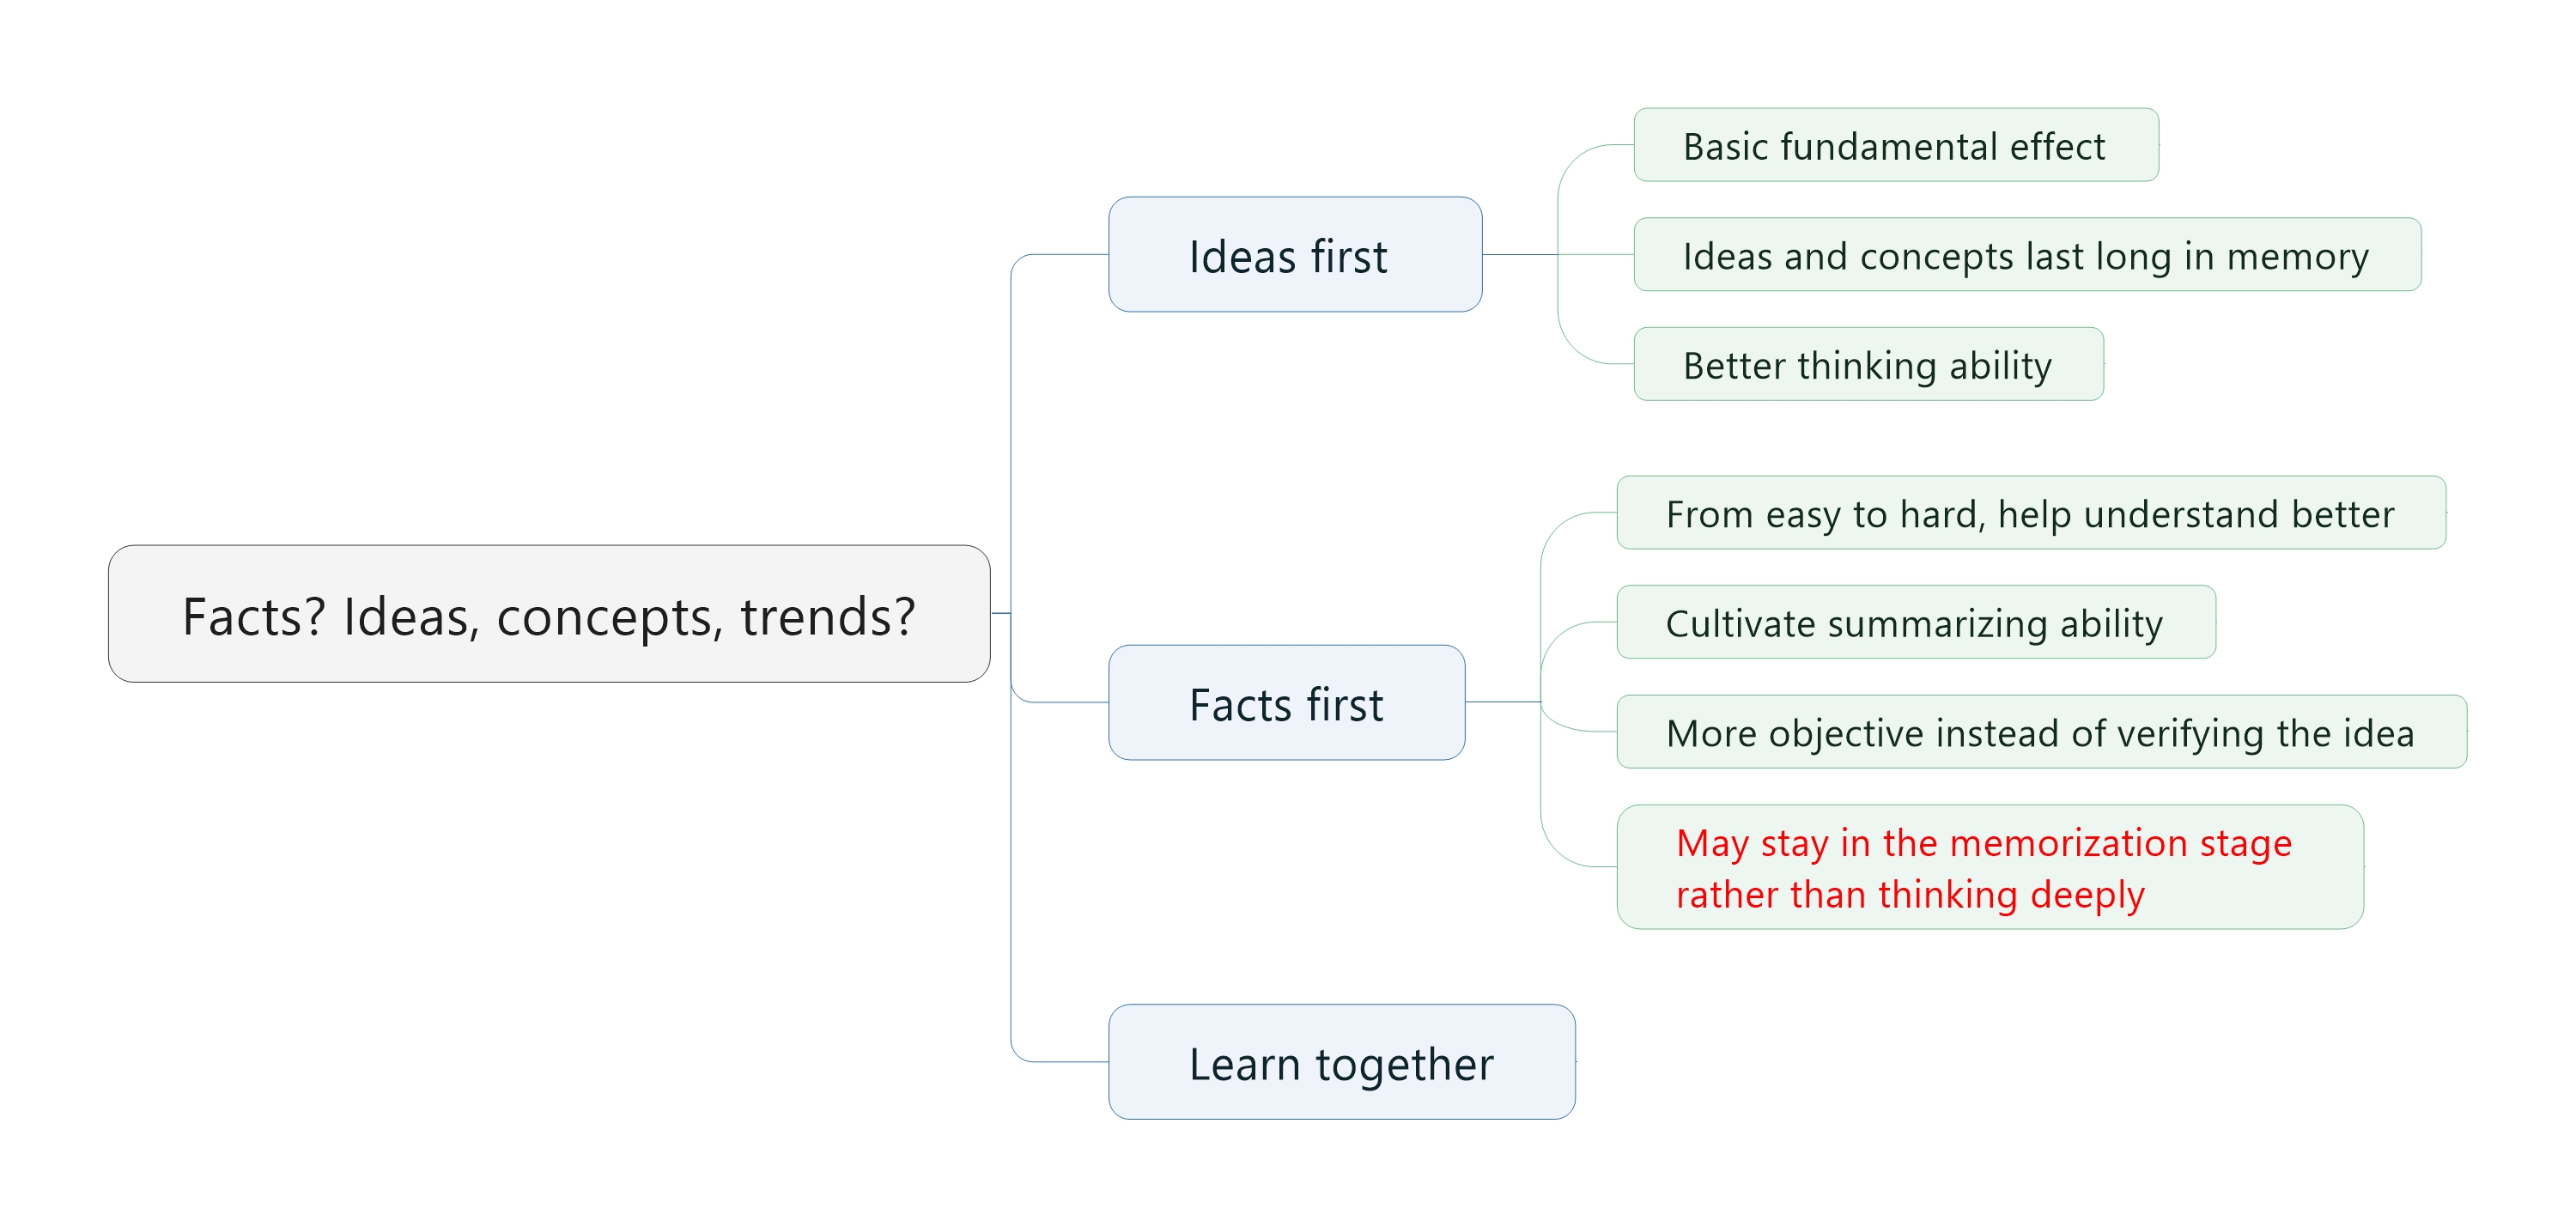 Facts? Ideas, concepts, trends?
Ideas first
Basic fundamental effect
Ideas and concepts last long in memory
Better thinking ability
Facts first
From easy to hard, help understand better
Cultivate summarizing ability
More objective instead of verifying the idea
May stay in the memorization stage
rather than thinking deeply
Learn together